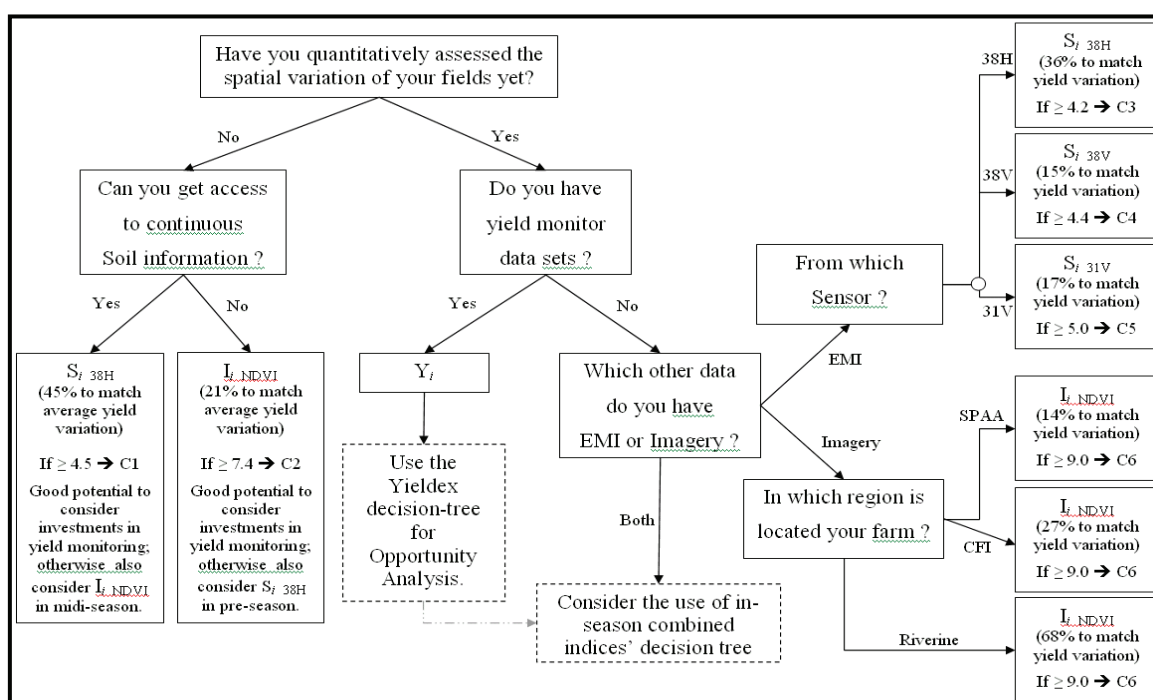 Have you quantitatively assessed the
spatial variation of your fields yet?
No
Yes
Can you get access
to continuous
Soil information ?
Do you have
yield monitor
data sets ?
Yes
No
Yes
No
S i 38H
(45% to match
average yield
variation)
If ≥ 4.5 → C1
Good potential to
consider
investments in
yield monitoring;
otherwise also
consider I i NDVI
in midi-season.
I i NDVI
(21% to match
average yield
variation)
If ≥ 7.4 → C2
Good potential to
consider
investments in
yield monitoring;
otherwise also
consider S i 38H
in pre-season.
Y i
Use the
Yieldex
decision-tree
for
Opportunity
Analysis.
Which other data
do you have
EMI or Imagery ?
Both
Consider the use of in-
season combined
indices' decision tree
EMI
Imagery
From which
Sensor ?
38H
38V
31V
S i 38H
(36% to match
yield variation)
If ≥ 4.2 → C3
S i 38V
(15% to match
yield variation)
If ≥ 4.4 → C4
S i 31V
(17% to match
yield variation)
If ≥ 5.0 → C5
In which region is
located your farm ?
SPAA
CFI
Riverine
I i NDVI
(14% to match
yield variation)
If ≥ 9.0 → C6
I i NDVI
(27% to match
yield variation)
If ≥ 9.0 → C6
I i NDVI
(68% to match
yield variation)
If ≥ 9.0 → C6